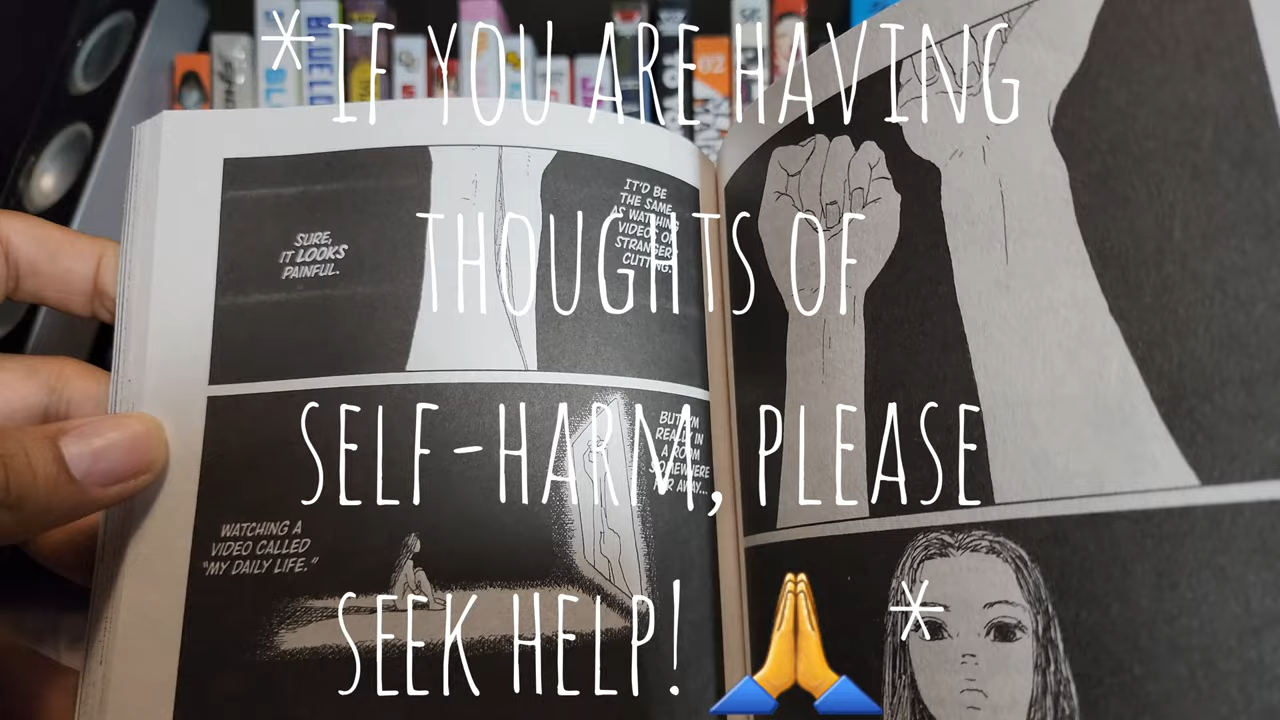 *IF YOU ARE HAVING
THOUGHTS OF
SELF-HARM, PLEASE
SEEK HELP! 🙏*
SURE,
IT LOOKS
PAINFUL.
IT'D BE
THE SAME
AS WATCHING
VIDEOS OF
STRANGERS
CUTTING.
BUT I'M
REALLY IN
A ROOM
SOMEWHERE
FAR AWAY...
WATCHING A
VIDEO CALLED
"MY DAILY LIFE."
BLUE
02